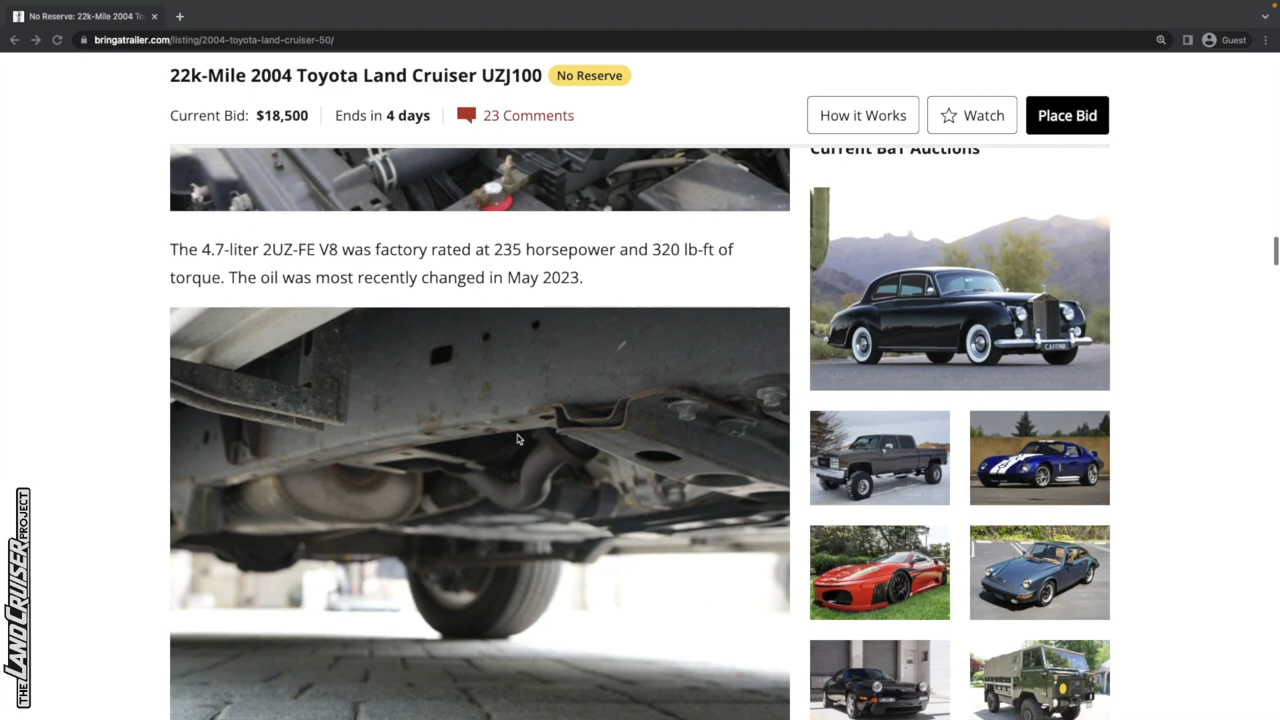 No Reserve: 22k-Mile 2004 To
bringatrailer.com/listing/2004-toyota-land-cruiser-50/
Guest
22k-Mile 2004 Toyota Land Cruiser UZJ100 No Reserve
Current Bid: $18,500 Ends in 4 days 23 Comments
How it Works Watch Place Bid
Current BaT Auctions
The 4.7-liter 2UZ-FE V8 was factory rated at 235 horsepower and 320 lb-ft of
torque. The oil was most recently changed in May 2023.
THE LAND CRUISER PROJECT